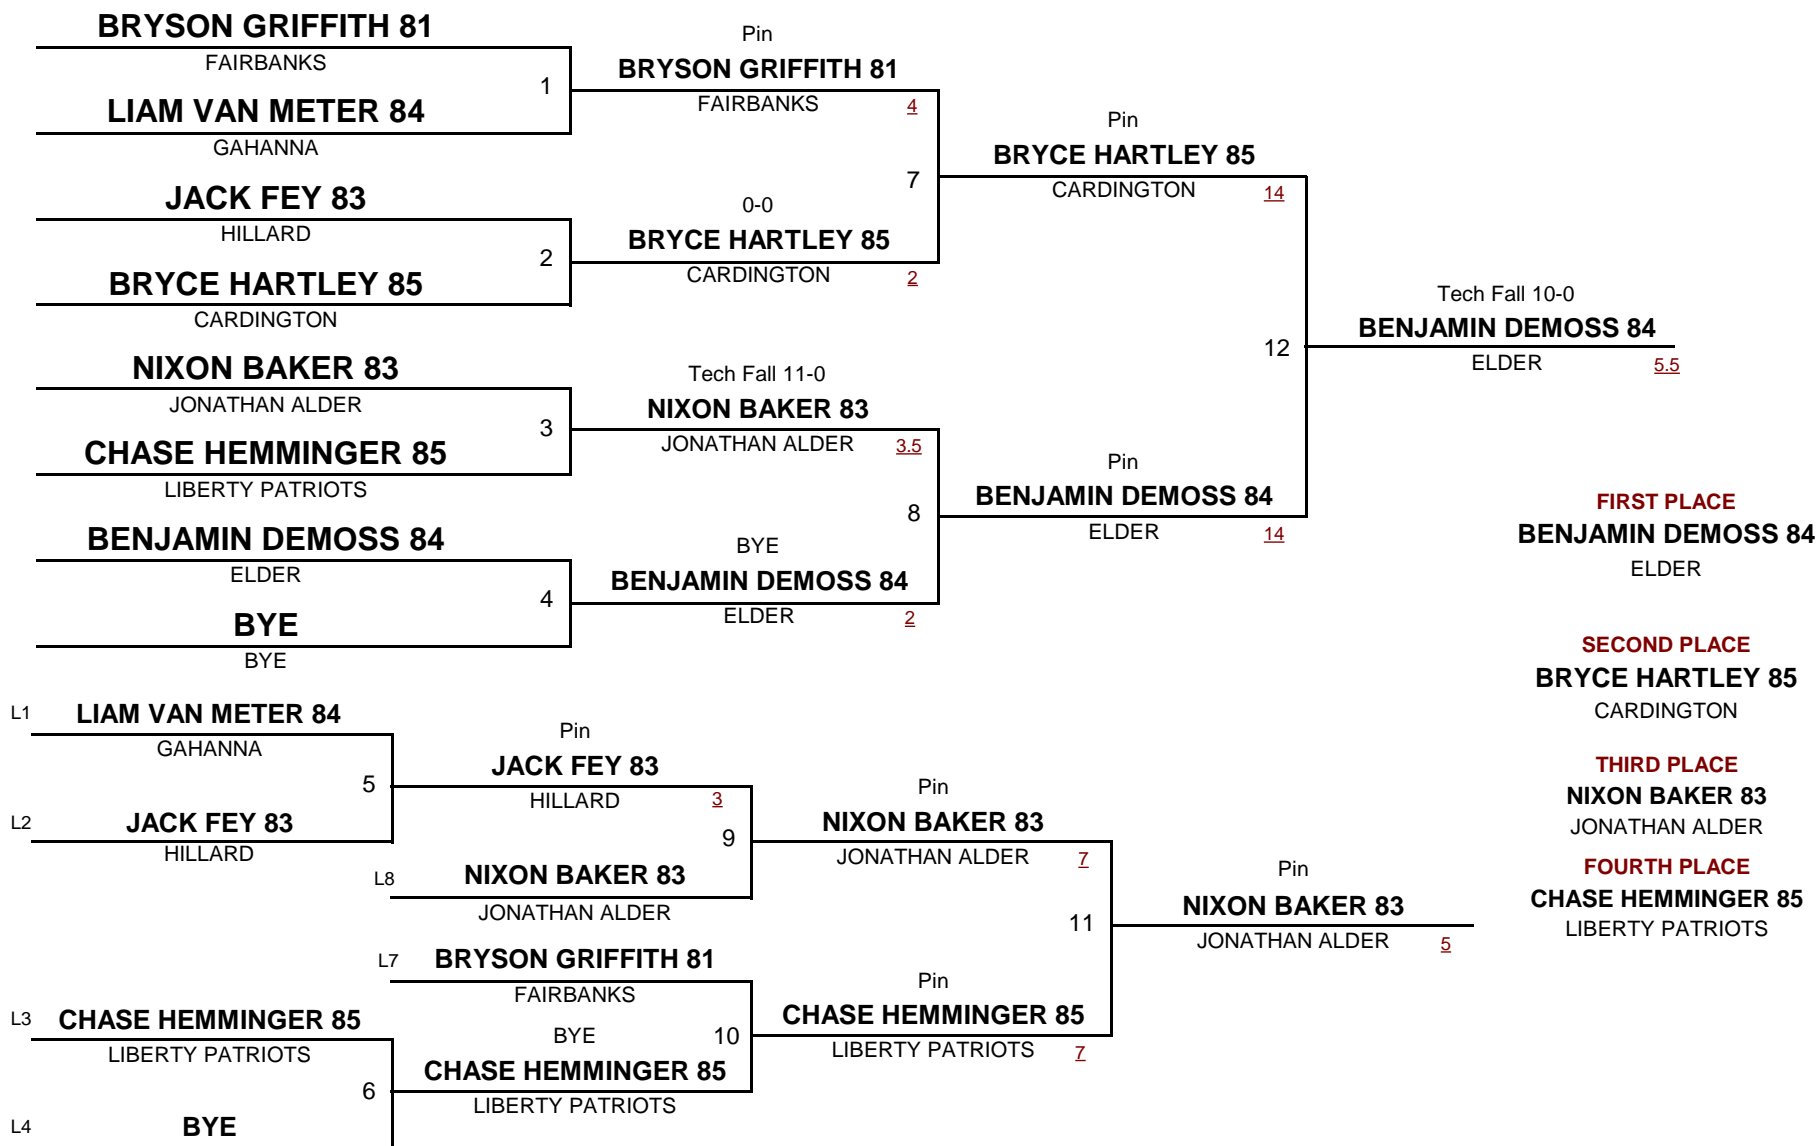 BRYSON GRIFFITH 81
FAIRBANKS
1
LIAM VAN METER 84
GAHANNA
Pin
BRYSON GRIFFITH 81
FAIRBANKS
4
JACK FEY 83
HILLARD
2
BRYCE HARTLEY 85
CARDINGTON
0-0
BRYCE HARTLEY 85
CARDINGTON
2
7
Pin
BRYCE HARTLEY 85
CARDINGTON
14
NIXON BAKER 83
JONATHAN ALDER
3
CHASE HEMMINGER 85
LIBERTY PATRIOTS
Tech Fall 11-0
NIXON BAKER 83
JONATHAN ALDER
3.5
BENJAMIN DEMOSS 84
ELDER
4
BYE
BYE
BYE
BENJAMIN DEMOSS 84
ELDER
2
8
Pin
BENJAMIN DEMOSS 84
ELDER
14
12
Tech Fall 10-0
BENJAMIN DEMOSS 84
ELDER
5.5
FIRST PLACE
BENJAMIN DEMOSS 84
ELDER
SECOND PLACE
BRYCE HARTLEY 85
CARDINGTON
THIRD PLACE
NIXON BAKER 83
JONATHAN ALDER
FOURTH PLACE
CHASE HEMMINGER 85
LIBERTY PATRIOTS
L1
LIAM VAN METER 84
GAHANNA
5
L2
JACK FEY 83
HILLARD
Pin
JACK FEY 83
HILLARD
3
9
L8
NIXON BAKER 83
JONATHAN ALDER
Pin
NIXON BAKER 83
JONATHAN ALDER
7
L7
BRYSON GRIFFITH 81
FAIRBANKS
L3
CHASE HEMMINGER 85
LIBERTY PATRIOTS
6
L4
BYE
BYE
CHASE HEMMINGER 85
LIBERTY PATRIOTS
10
Pin
CHASE HEMMINGER 85
LIBERTY PATRIOTS
7
11
Pin
NIXON BAKER 83
JONATHAN ALDER
5